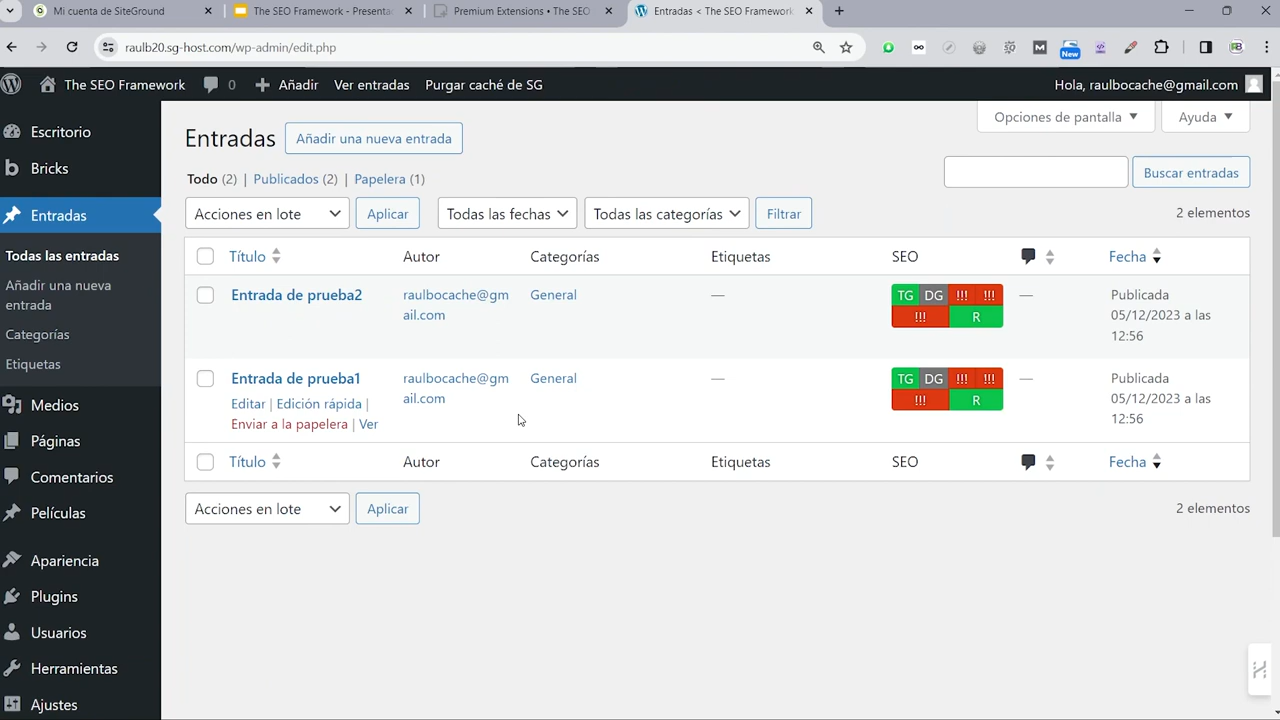 Mi cuenta de SiteGround
The SEO Framework - Presenta
Premium Extensions • The SEO
Entradas < The SEO Framework
raulb20.sg-host.com/wp-admin/edit.php
New
The SEO Framework
0
Añadir
Ver entradas
Purgar caché de SG
Hola, raulbocache@gmail.com
Escritorio
Bricks
Entradas
Todas las entradas
Añadir una nueva
entrada
Categorías
Etiquetas
Medios
Páginas
Comentarios
Películas
Apariencia
Plugins
Usuarios
Herramientas
Ajustes
Opciones de pantalla
Ayuda
Entradas
Añadir una nueva entrada
Todo (2) | Publicados (2) | Papelera (1)
Buscar entradas
Acciones en lote
Aplicar
Todas las fechas
Todas las categorías
Filtrar
2 elementos
Título
Autor
Categorías
Etiquetas
SEO
Fecha
Entrada de prueba2
raulbocache@gm
ail.com
General
—
TG DG !!! !!!
!!! R
—
Publicada
05/12/2023 a las
12:56
Entrada de prueba1
Editar | Edición rápida |
Enviar a la papelera | Ver
raulbocache@gm
ail.com
General
—
TG DG !!! !!!
!!! R
—
Publicada
05/12/2023 a las
12:56
Título
Autor
Categorías
Etiquetas
SEO
Fecha
Acciones en lote
Aplicar
2 elementos